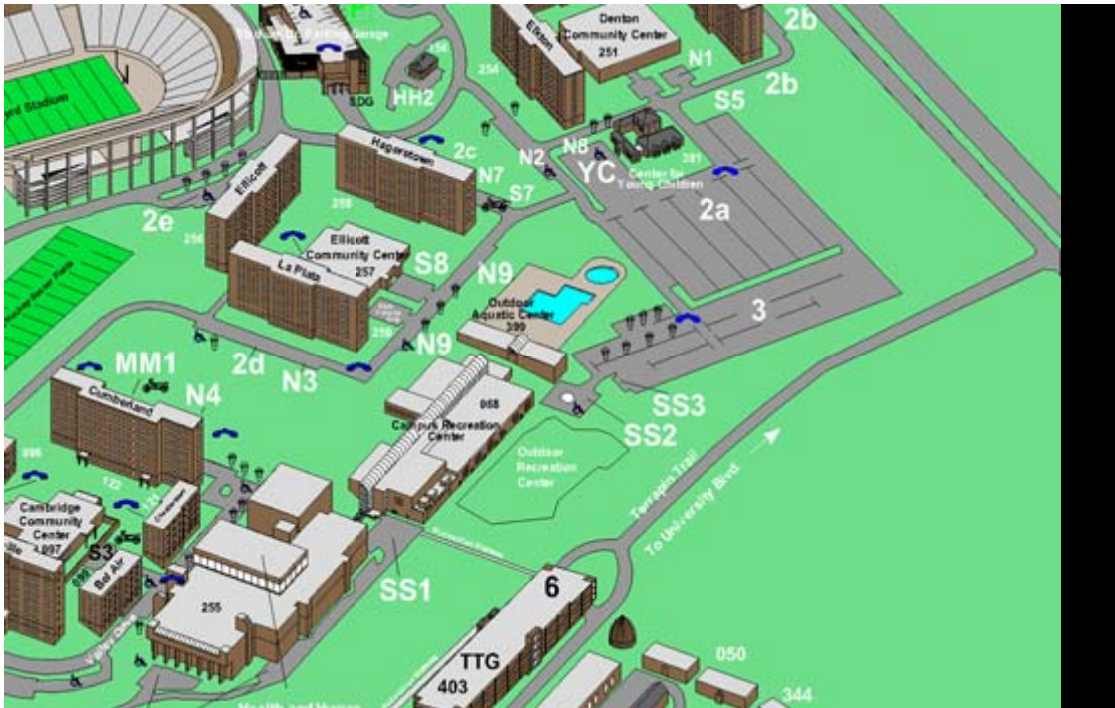 Denton
Community Center
251
2b
Elkton
254
N1
2b
S5
HH2
SDG
Hagerstown
2c
N7
S7
258
N2
N8
YC
381
Center for
Young Children
2a
Ellicott
2e
256
Ellicott
Community Center
257
La Plata
S8
259
N9
Outdoor
Aquatic Center
399
N9
3
2d
N3
MM1
Cumberland
N4
SS3
SS2
068
Campus Recreation
Center
Outdoor
Recreation
Center
Terrapin Trail
To University Blvd.
122
Cambridge
Community
Center
097
S3
Bel Air
099
Valley Drive
255
SS1
6
TTG
403
050
344